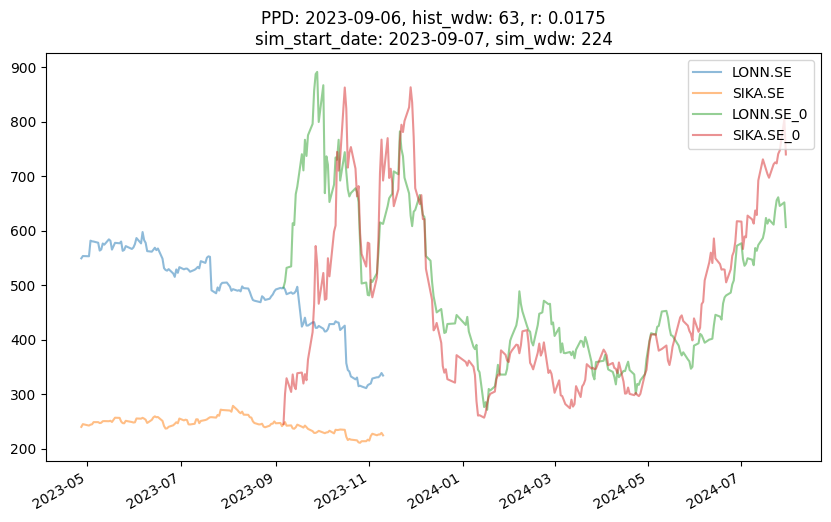 PPD: 2023-09-06, hist_wdw: 63, r: 0.0175
sim_start_date: 2023-09-07, sim_wdw: 224
900
800
700
600
500
400
300
200
LONN.SE
SIKA.SE
LONN.SE_0
SIKA.SE_0
2023-05
2023-07
2023-09
2023-11
2024-01
2024-03
2024-05
2024-07